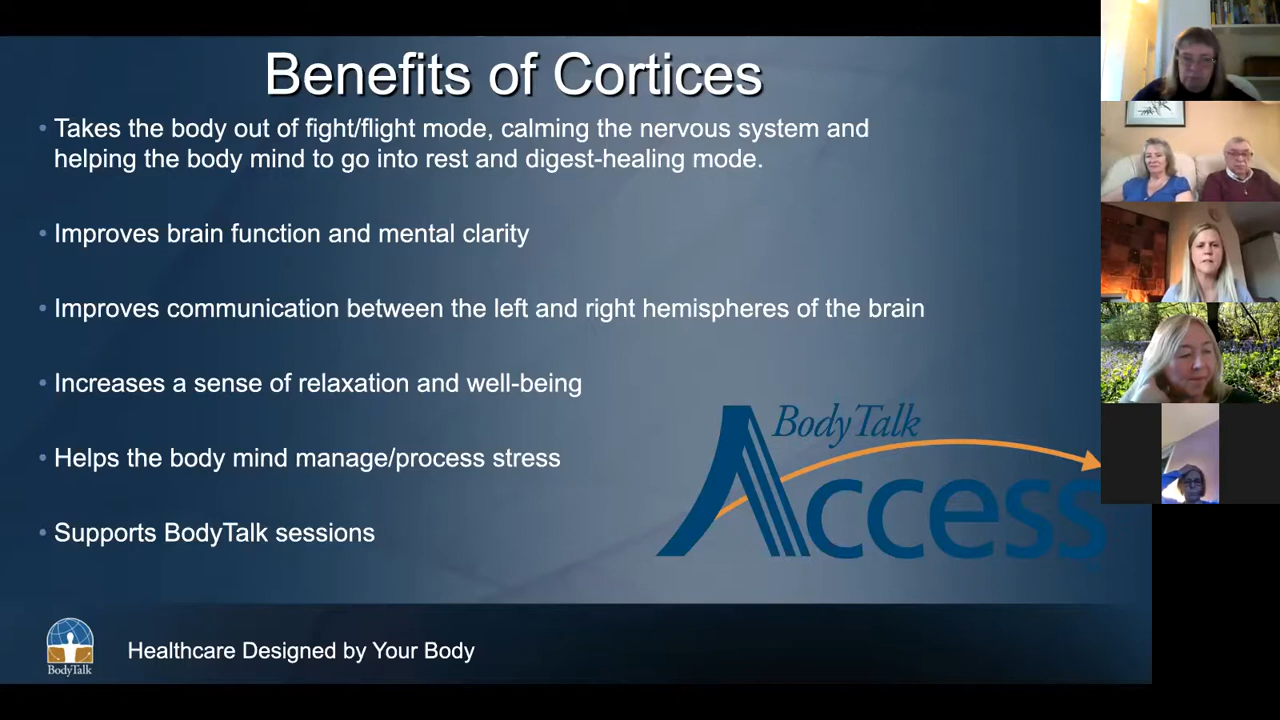 Benefits of Cortices
• Takes the body out of fight/flight mode, calming the nervous system and
helping the body mind to go into rest and digest-healing mode.
• Improves brain function and mental clarity
• Improves communication between the left and right hemispheres of the brain
• Increases a sense of relaxation and well-being
• Helps the body mind manage/process stress
• Supports BodyTalk sessions
BodyTalk
Access
BodyTalk
Healthcare Designed by Your Body